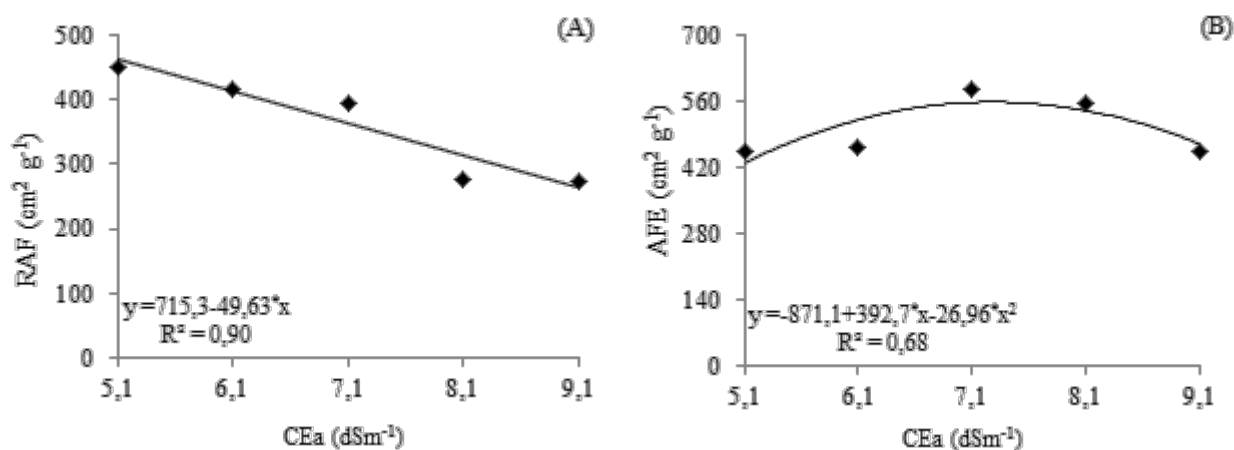 (A)
500
400
300
200
100
0
RAF (cm² g⁻¹)
y=715,3-49,63*x
R² = 0,90
5,1 6,1 7,1 8,1 9,1
CEa (dSm⁻¹)
(B)
700
560
420
280
140
0
AFE (cm² g⁻¹)
y=-871,1+392,7*x-26,96*x²
R² = 0,68
5,1 6,1 7,1 8,1 9,1
CEa (dSm⁻¹)